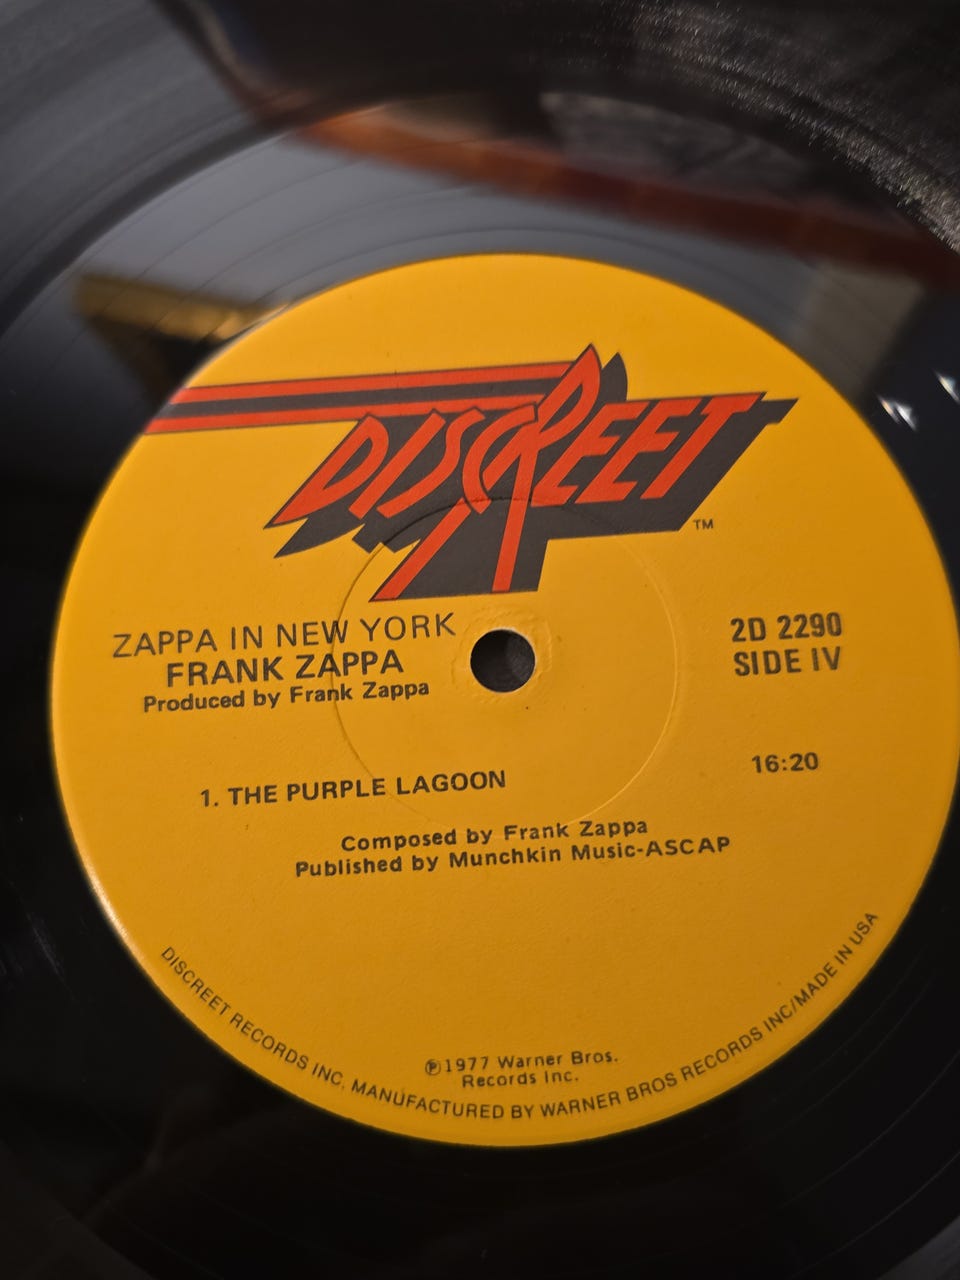 DISCREET
TM
ZAPPA IN NEW YORK
FRANK ZAPPA
Produced by Frank Zappa
2D 2290
SIDE IV
1. THE PURPLE LAGOON 16:20
Composed by Frank Zappa
Published by Munchkin Music-ASCAP
℗1977 Warner Bros.
Records Inc.
DISCREET RECORDS INC. MANUFACTURED BY WARNER BROS RECORDS INC/MADE IN USA